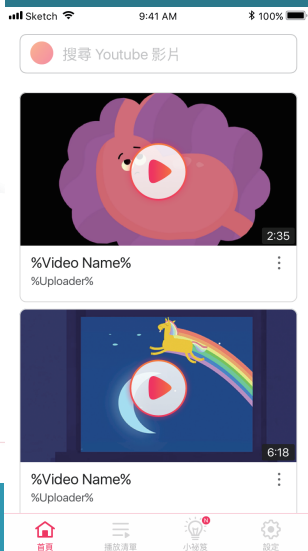 Sketch 9:41 AM 100%
搜尋 Youtube 影片
2:35
%Video Name%
%Uploader%
6:18
%Video Name%
%Uploader%
N
首頁 播放清單 小祕笈 設定